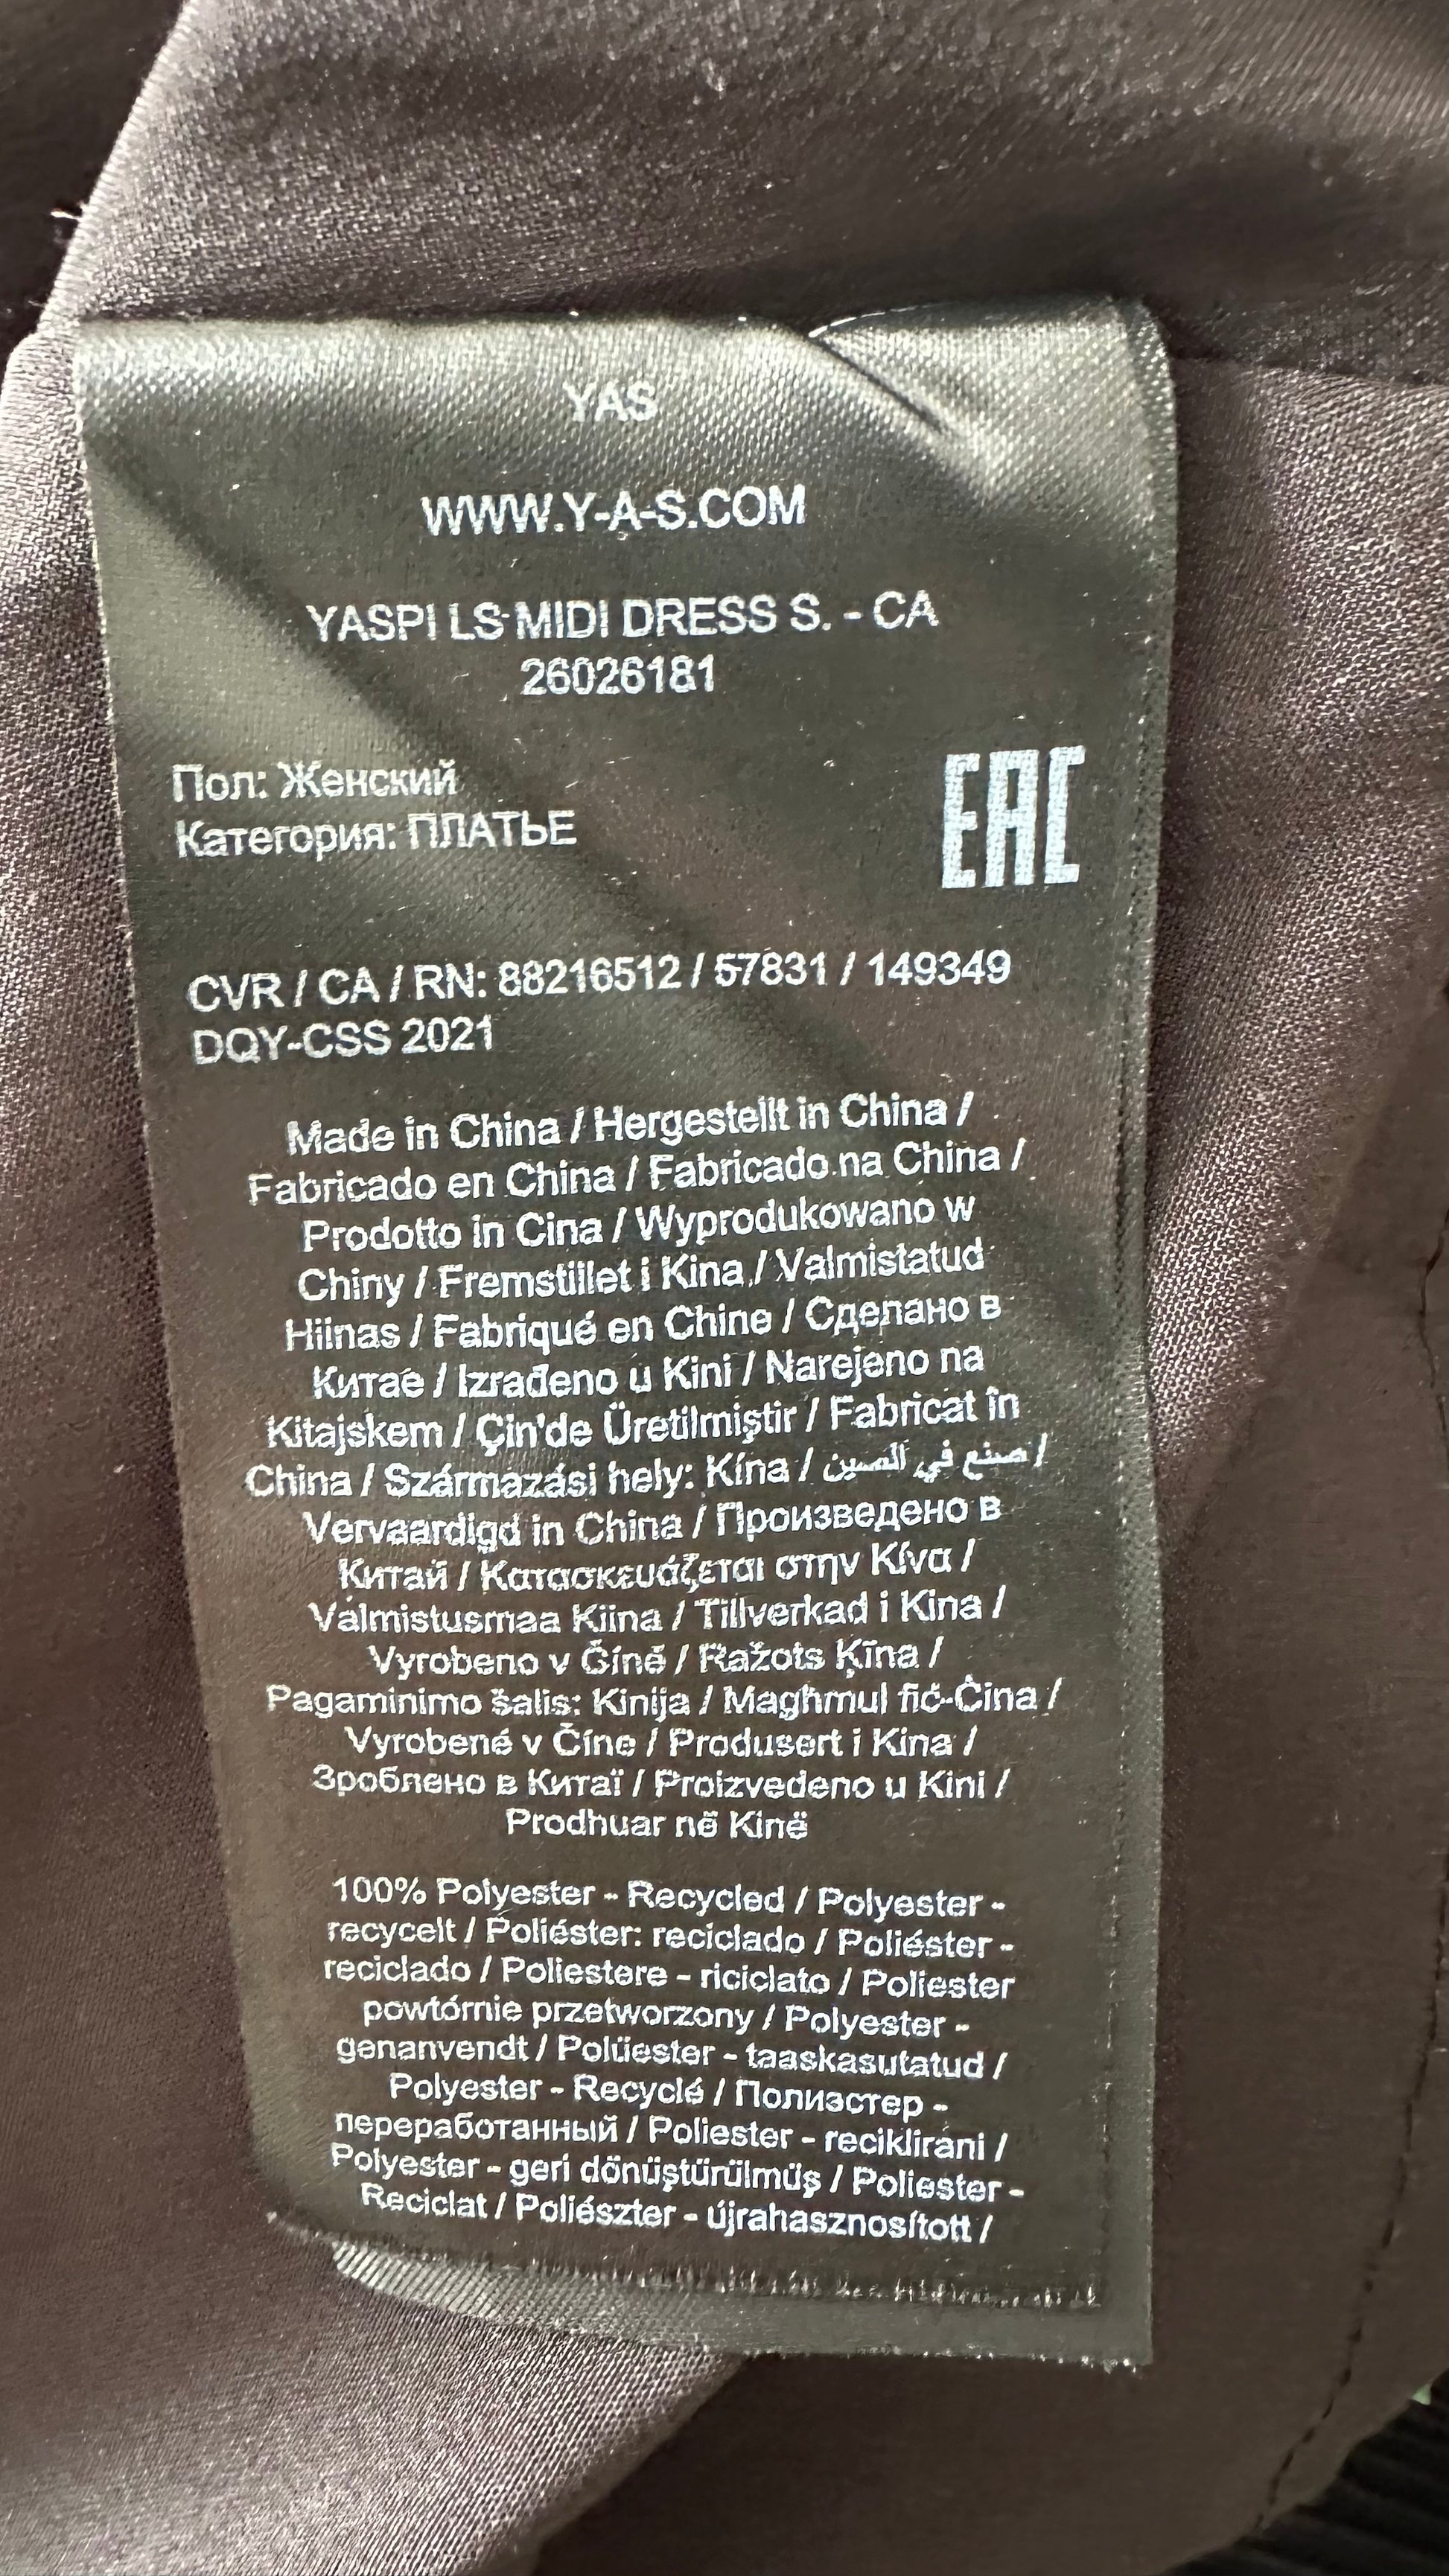 YAS
WWW.Y-A-S.COM
YASPI LS MIDI DRESS S. - CA
26026181
Пол: Женский
Категория: ПЛАТЬЕ
EAC
CVR / CA / RN: 88216512 / 57831 / 149349
DQY-CSS 2021
Made in China / Hergestellt in China /
Fabricado en China / Fabricado na China /
Prodotto in Cina / Wyprodukowano w
Chiny / Fremstillet i Kina / Valmistatud
Hiinas / Fabriqué en Chine / Сделано в
Китае / Izrađeno u Kini / Narejeno na
Kitajskem / Çin'de Üretilmiştir / Fabricat în
China / Származási hely: Kína / صنع في الصين /
Vervaardigd in China / Произведено в
Китай / Κατασκευάζεται στην Κίνα /
Valmistusmaa Kiina / Tillverkad i Kina /
Vyrobeno v Číně / Ražots Ķīna /
Pagaminimo šalis: Kinija / Magħmul fiċ-Ċina /
Vyrobené v Číne / Produsert i Kina /
Зроблено в Китаї / Proizvedeno u Kini /
Prodhuar në Kinë
100% Polyester - Recycled / Polyester -
recycelt / Poliéster: reciclado / Poliéster -
reciclado / Poliestere - riciclato / Poliester
powtórnie przetworzony / Polyester -
genanvendt / Polüester - taaskasutatud /
Polyester - Recyclé / Полиэстер -
переработанный / Poliester - reciklirani /
Polyester - geri dönüştürülmüş / Poliester -
Reciclat / Poliészter - újrahasznosított /